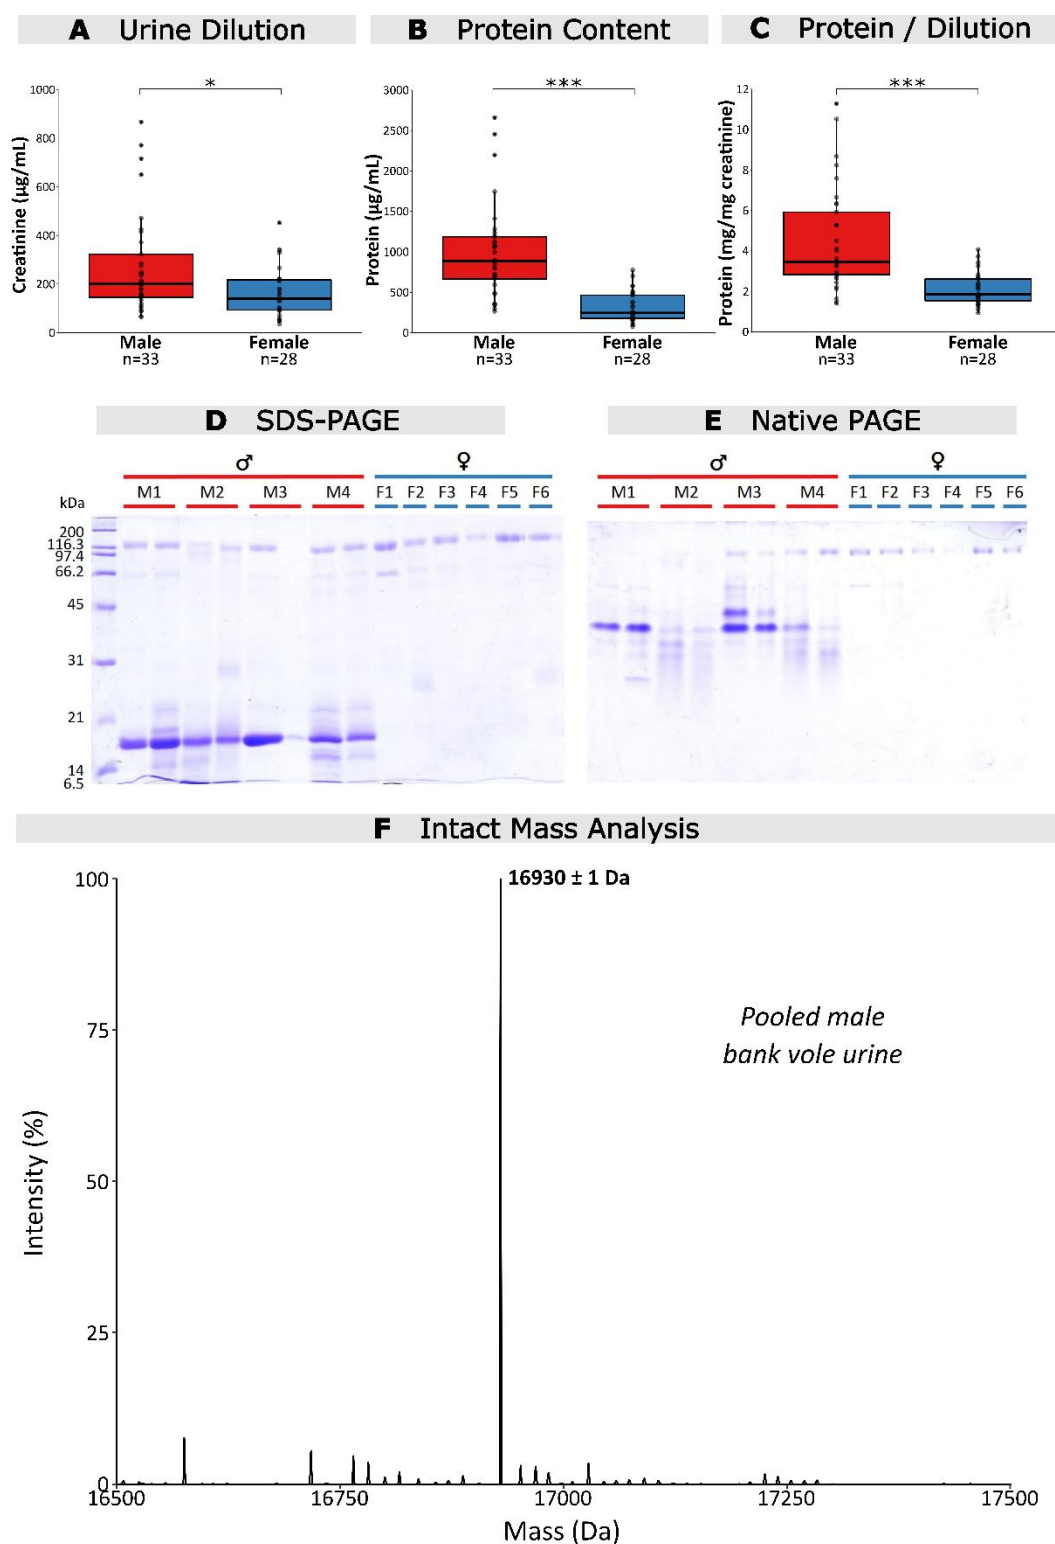 A Urine Dilution
B Protein Content
C Protein / Dilution
*
1000
800
600
400
200
0
Creatinine (µg/mL)
Male
n=33
Female
n=28
***
3000
2500
2000
1500
1000
500
0
Protein (µg/mL)
Male
n=33
Female
n=28
***
12
10
8
6
4
2
0
Protein (mg/mg creatinine)
Male
n=33
Female
n=28
D SDS-PAGE
♂ ♀
M1 M2 M3 M4 F1 F2 F3 F4 F5 F6
kDa
200
116.3
97.4
66.2
45
31
21
14
6.5
E Native PAGE
♂ ♀
M1 M2 M3 M4 F1 F2 F3 F4 F5 F6
F Intact Mass Analysis
16930 ± 1 Da
Pooled male
bank vole urine
100
75
50
25
0
Intensity (%)
16500 16750 17000 17250 17500
Mass (Da)